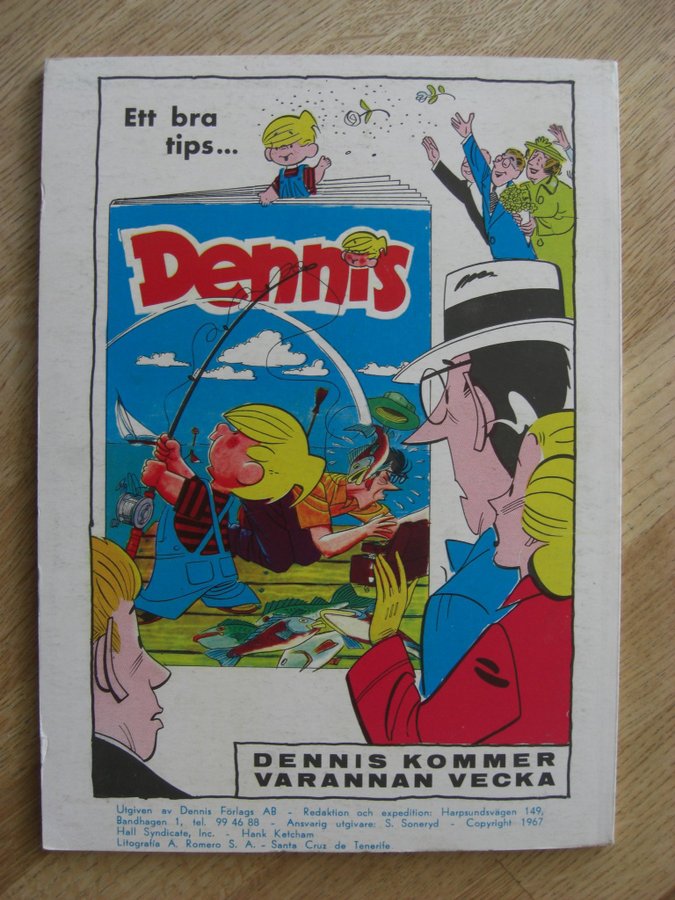 Ett bra
tips...
Dennis
DENNIS KOMMER
VARANNAN VECKA
Utgiven av Dennis Förlags AB - Redaktion och expedition: Harpsundsvägen 149,
Bandhagen 1, tel. 99 46 88 - Ansvarig utgivare: S. Soneryd - Copyright 1967
Hall Syndicate, Inc. - Hank Ketcham
Litografía A. Romero S. A. - Santa Cruz de Tenerife